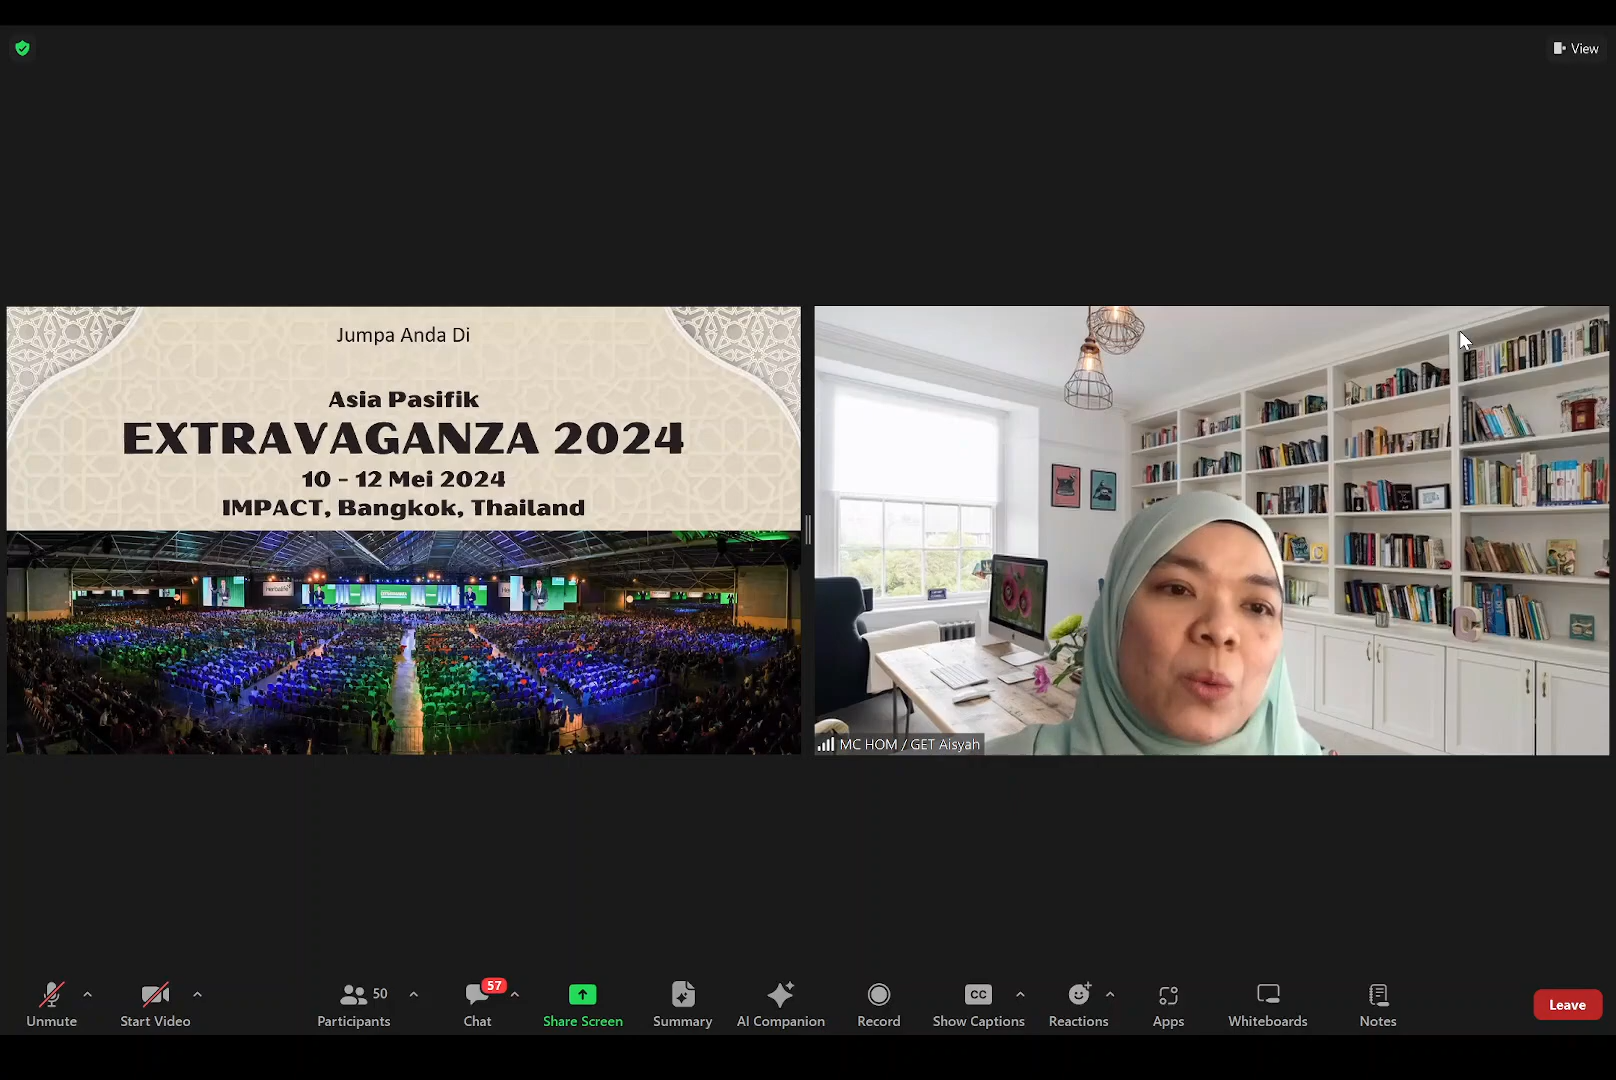 View
Jumpa Anda Di
Asia Pasifik
EXTRAVAGANZA 2024
10 - 12 Mei 2024
IMPACT, Bangkok, Thailand
Herbalife
MC HOM / GET Aisyah
50
57
CC
Unmute
Start Video
Participants
Chat
Share Screen
Summary
AI Companion
Record
Show Captions
Reactions
Apps
Whiteboards
Notes
Leave